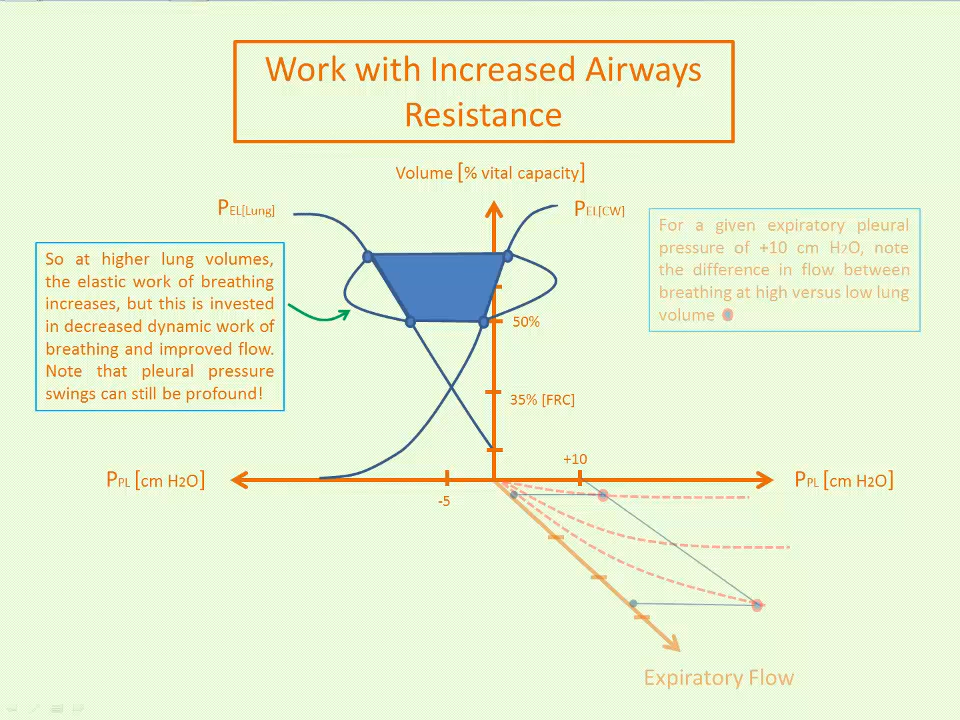 Work with Increased Airways
Resistance
Volume [% vital capacity]
PEL[Lung]
PEL[CW]
So at higher lung volumes,
the elastic work of breathing
increases, but this is invested
in decreased dynamic work of
breathing and improved flow.
Note that pleural pressure
swings can still be profound!
For a given expiratory pleural
pressure of +10 cm H2O, note
the difference in flow between
breathing at high versus low lung
volume
50%
35% [FRC]
+10
PPL [cm H2O]
PPL [cm H2O]
-5
Expiratory Flow